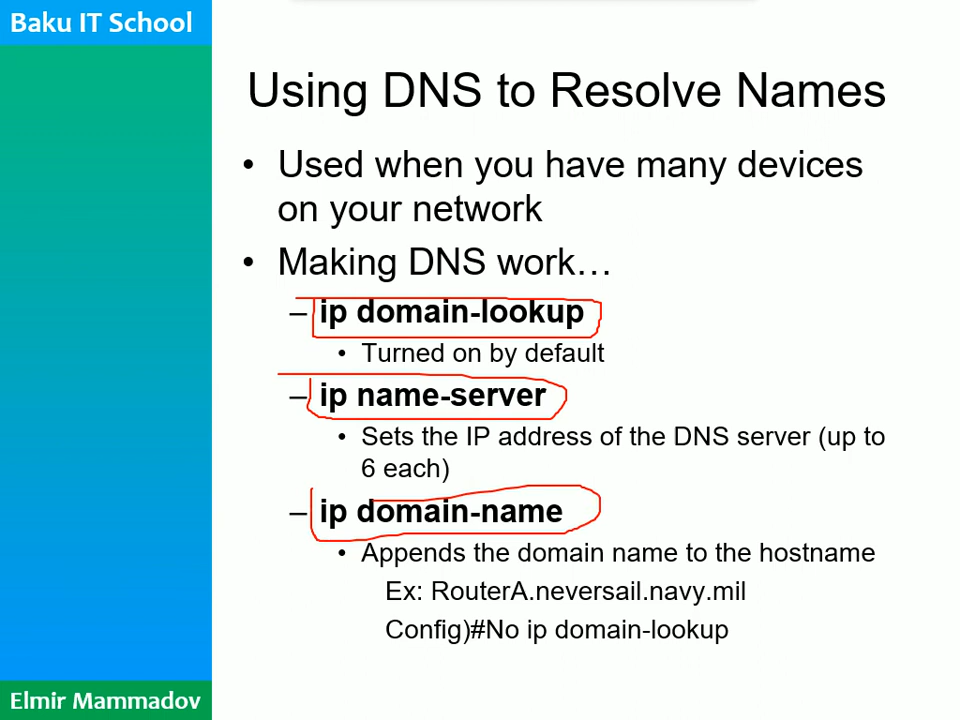 Baku IT School
Using DNS to Resolve Names
• Used when you have many devices
on your network
• Making DNS work…
– ip domain-lookup
• Turned on by default
– ip name-server
• Sets the IP address of the DNS server (up to
6 each)
– ip domain-name
• Appends the domain name to the hostname
Ex: RouterA.neversail.navy.mil
Config)#No ip domain-lookup
Elmir Mammadov